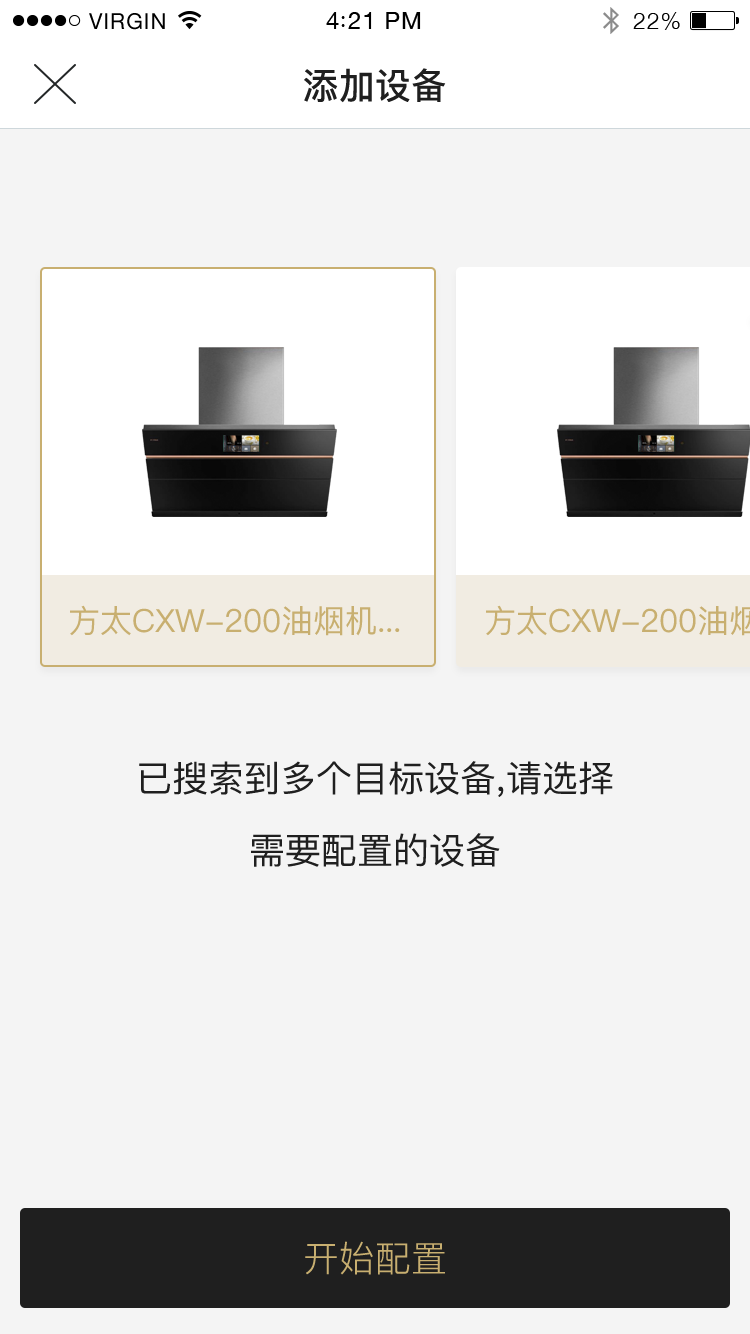 VIRGIN 4:21 PM 22%
添加设备
方太CXW-200油烟机... 方太CXW-200油烟
已搜索到多个目标设备,请选择
需要配置的设备
开始配置